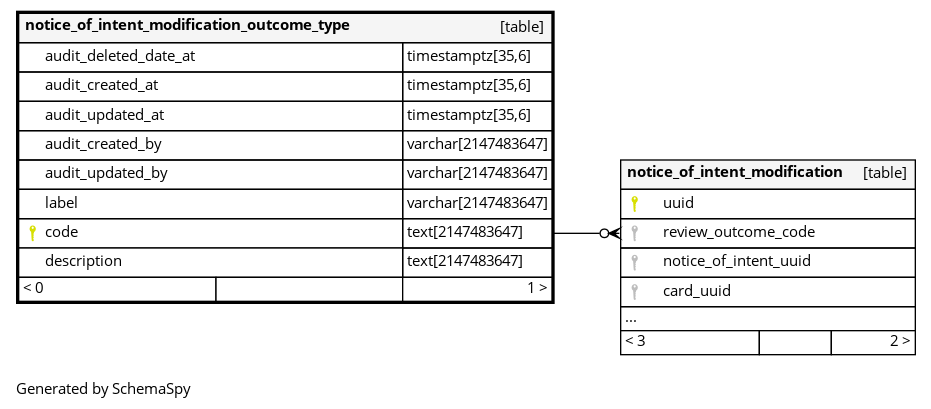 notice_of_intent_modification_outcome_type [table]
audit_deleted_date_at timestamptz[35,6]
audit_created_at timestamptz[35,6]
audit_updated_at timestamptz[35,6]
audit_created_by varchar[2147483647]
audit_updated_by varchar[2147483647]
label varchar[2147483647]
code text[2147483647]
description text[2147483647]
< 0 1 >
notice_of_intent_modification [table]
uuid
review_outcome_code
notice_of_intent_uuid
card_uuid
...
< 3 2 >
Generated by SchemaSpy